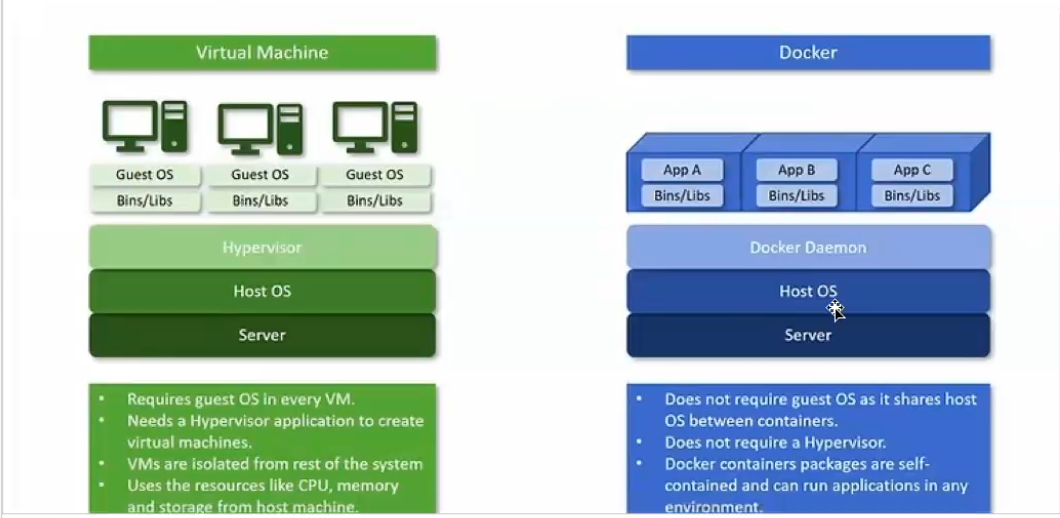 Virtual Machine
Guest OS
Guest OS
Guest OS
Bins/Libs
Bins/Libs
Bins/Libs
Hypervisor
Host OS
Server
• Requires guest OS in every VM.
• Needs a Hypervisor application to create
virtual machines.
• VMs are isolated from rest of the system
• Uses the resources like CPU, memory
and storage from host machine.
Docker
App A
App B
App C
Bins/Libs
Bins/Libs
Bins/Libs
Docker Daemon
Host OS
Server
• Does not require guest OS as it shares host
OS between containers.
• Does not require a Hypervisor.
• Docker containers packages are self-
contained and can run applications in any
environment.